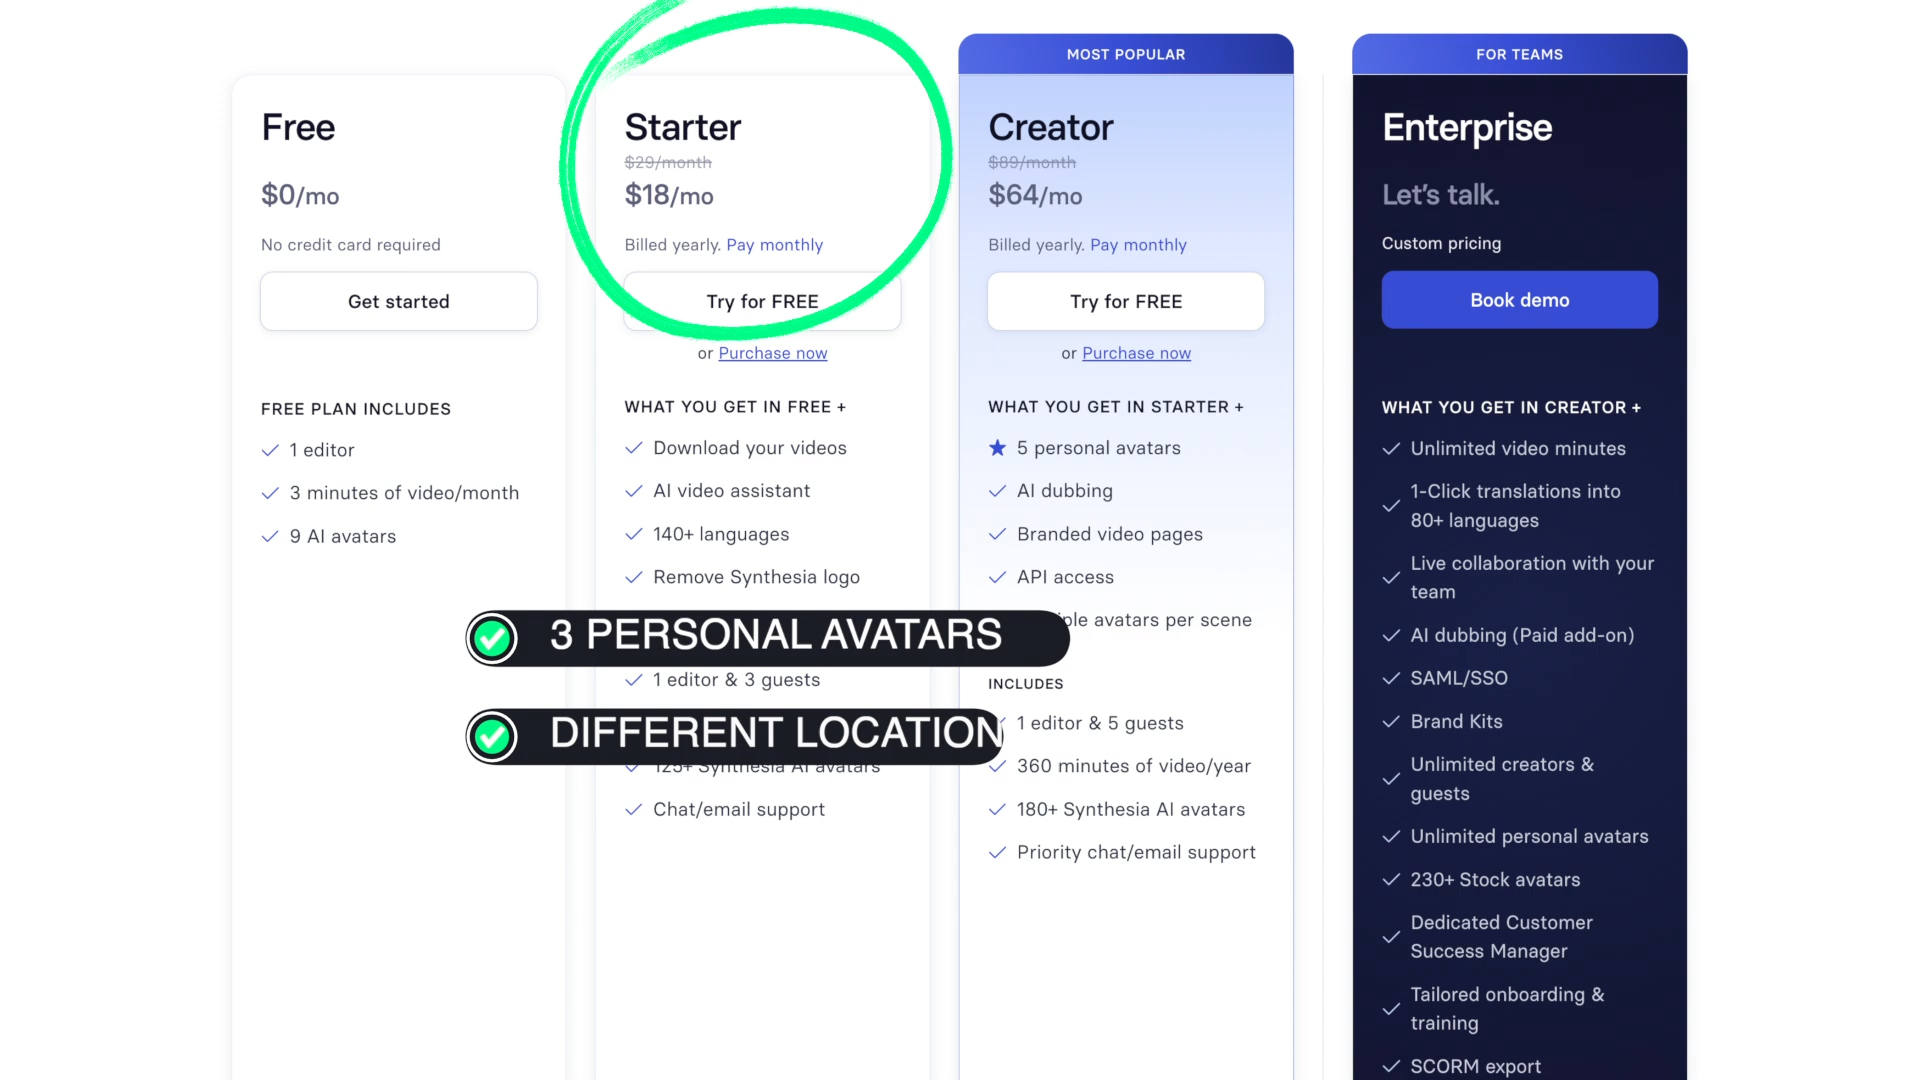 Free
$0/mo
No credit card required
Get started
FREE PLAN INCLUDES
1 editor
3 minutes of video/month
9 AI avatars
Starter
$29/month
$18/mo
Billed yearly. Pay monthly
Try for FREE
or Purchase now
WHAT YOU GET IN FREE +
Download your videos
AI video assistant
140+ languages
Remove Synthesia logo
3 PERSONAL AVATARS
1 editor & 3 guests
DIFFERENT LOCATION
125+ Synthesia AI avatars
Chat/email support
MOST POPULAR
Creator
$89/month
$64/mo
Billed yearly. Pay monthly
Try for FREE
or Purchase now
WHAT YOU GET IN STARTER +
5 personal avatars
AI dubbing
Branded video pages
API access
avatars per scene
INCLUDES
1 editor & 5 guests
360 minutes of video/year
180+ Synthesia AI avatars
Priority chat/email support
FOR TEAMS
Enterprise
Let's talk.
Custom pricing
Book demo
WHAT YOU GET IN CREATOR +
Unlimited video minutes
1-Click translations into
80+ languages
Live collaboration with your
team
AI dubbing (Paid add-on)
SAML/SSO
Brand Kits
Unlimited creators &
guests
Unlimited personal avatars
230+ Stock avatars
Dedicated Customer
Success Manager
Tailored onboarding &
training
SCORM export